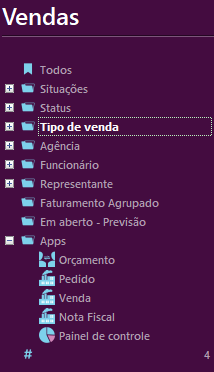 Vendas
Todos
Situações
Status
Tipo de venda
Agência
Funcionário
Representante
Faturamento Agrupado
Em aberto - Previsão
Apps
Orçamento
Pedido
Venda
Nota Fiscal
Painel de controle
# 4